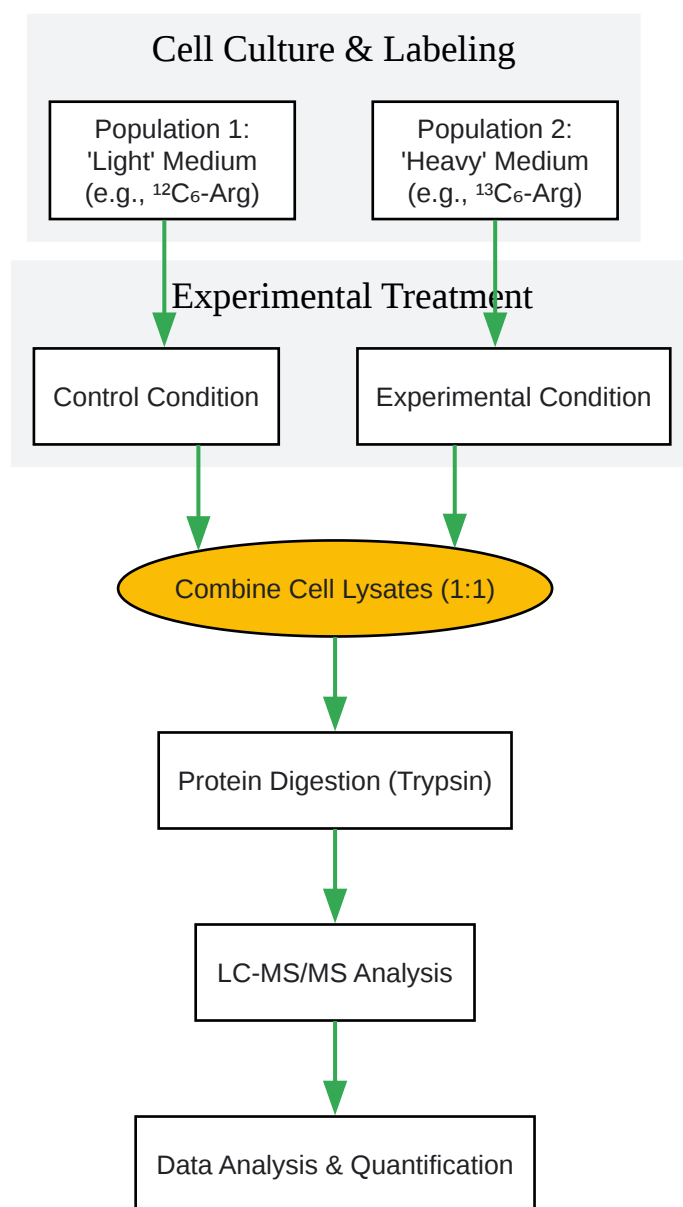 Cell Culture & Labeling
Population 1:
'Light' Medium
(e.g., ¹²C₆-Arg)
Population 2:
'Heavy' Medium
(e.g., ¹³C₆-Arg)
Experimental Treatment
Control Condition
Experimental Condition
Combine Cell Lysates (1:1)
Protein Digestion (Trypsin)
LC-MS/MS Analysis
Data Analysis & Quantification